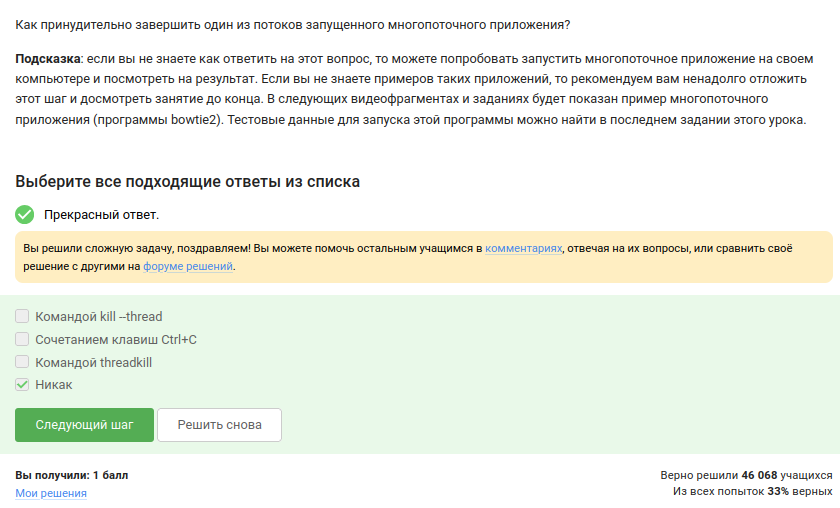 Как принудительно завершить один из потоков запущенного многопоточного приложения?
Подсказка: если вы не знаете как ответить на этот вопрос, то можете попробовать запустить многопоточное приложение на своем
компьютере и посмотреть на результат. Если вы не знаете примеров таких приложений, то рекомендуем вам ненадолго отложить
этот шаг и досмотреть занятие до конца. В следующих видеофрагментах и заданиях будет показан пример многопоточного
приложения (программы bowtie2). Тестовые данные для запуска этой программы можно найти в последнем задании этого урока.
Выберите все подходящие ответы из списка
Прекрасный ответ.
Вы решили сложную задачу, поздравляем! Вы можете помочь остальным учащимся в комментариях, отвечая на их вопросы, или сравнить своё
решение с другими на форуме решений.
Командой kill --thread
Сочетанием клавиш Ctrl+C
Командой threadkill
Никак
Следующий шаг Решить снова
Вы получили: 1 балл Верно решили 46 068 учащихся
Мои решения Из всех попыток 33% верных